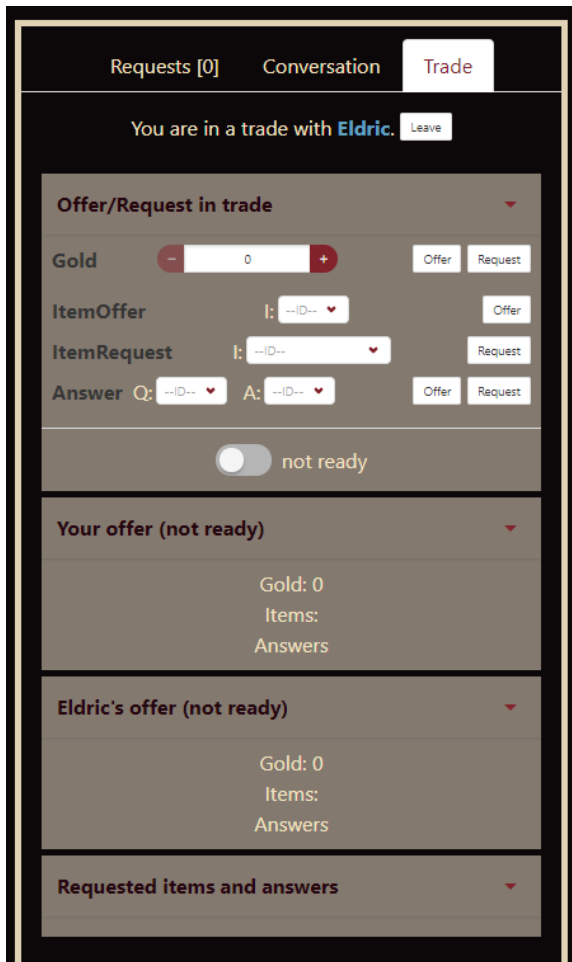 Requests [0] Conversation Trade
You are in a trade with Eldric. Leave
Offer/Request in trade
Gold − 0 + Offer Request
ItemOffer I: --ID-- Offer
ItemRequest I: --ID-- Request
Answer Q: --ID-- A: --ID-- Offer Request
not ready
Your offer (not ready)
Gold: 0
Items:
Answers
Eldric's offer (not ready)
Gold: 0
Items:
Answers
Requested items and answers